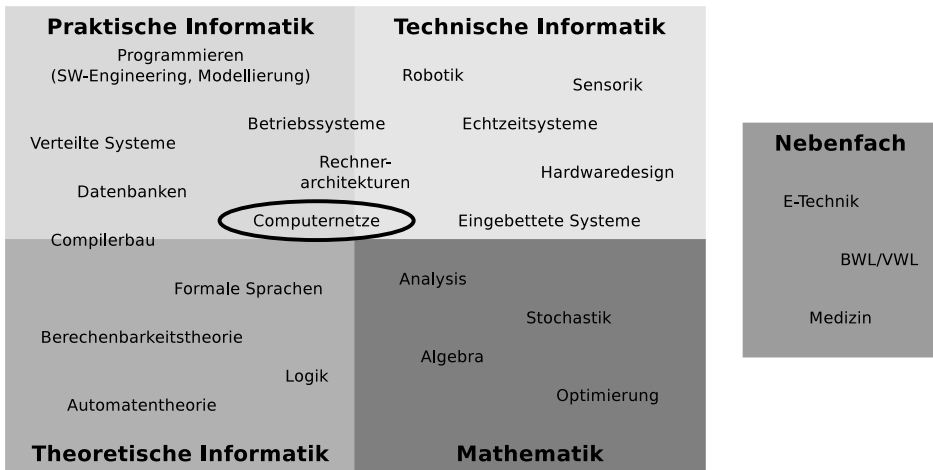 Praktische Informatik
Programmieren
(SW-Engineering, Modellierung)
Betriebssysteme
Verteilte Systeme
Rechner-
architekturen
Datenbanken
Computernetze
Compilerbau
Technische Informatik
Robotik
Sensorik
Echtzeitsysteme
Hardwaredesign
Eingebettete Systeme
Formale Sprachen
Berechenbarkeitstheorie
Logik
Automatentheorie
Theoretische Informatik
Analysis
Stochastik
Algebra
Optimierung
Mathematik
Nebenfach
E-Technik
BWL/VWL
Medizin